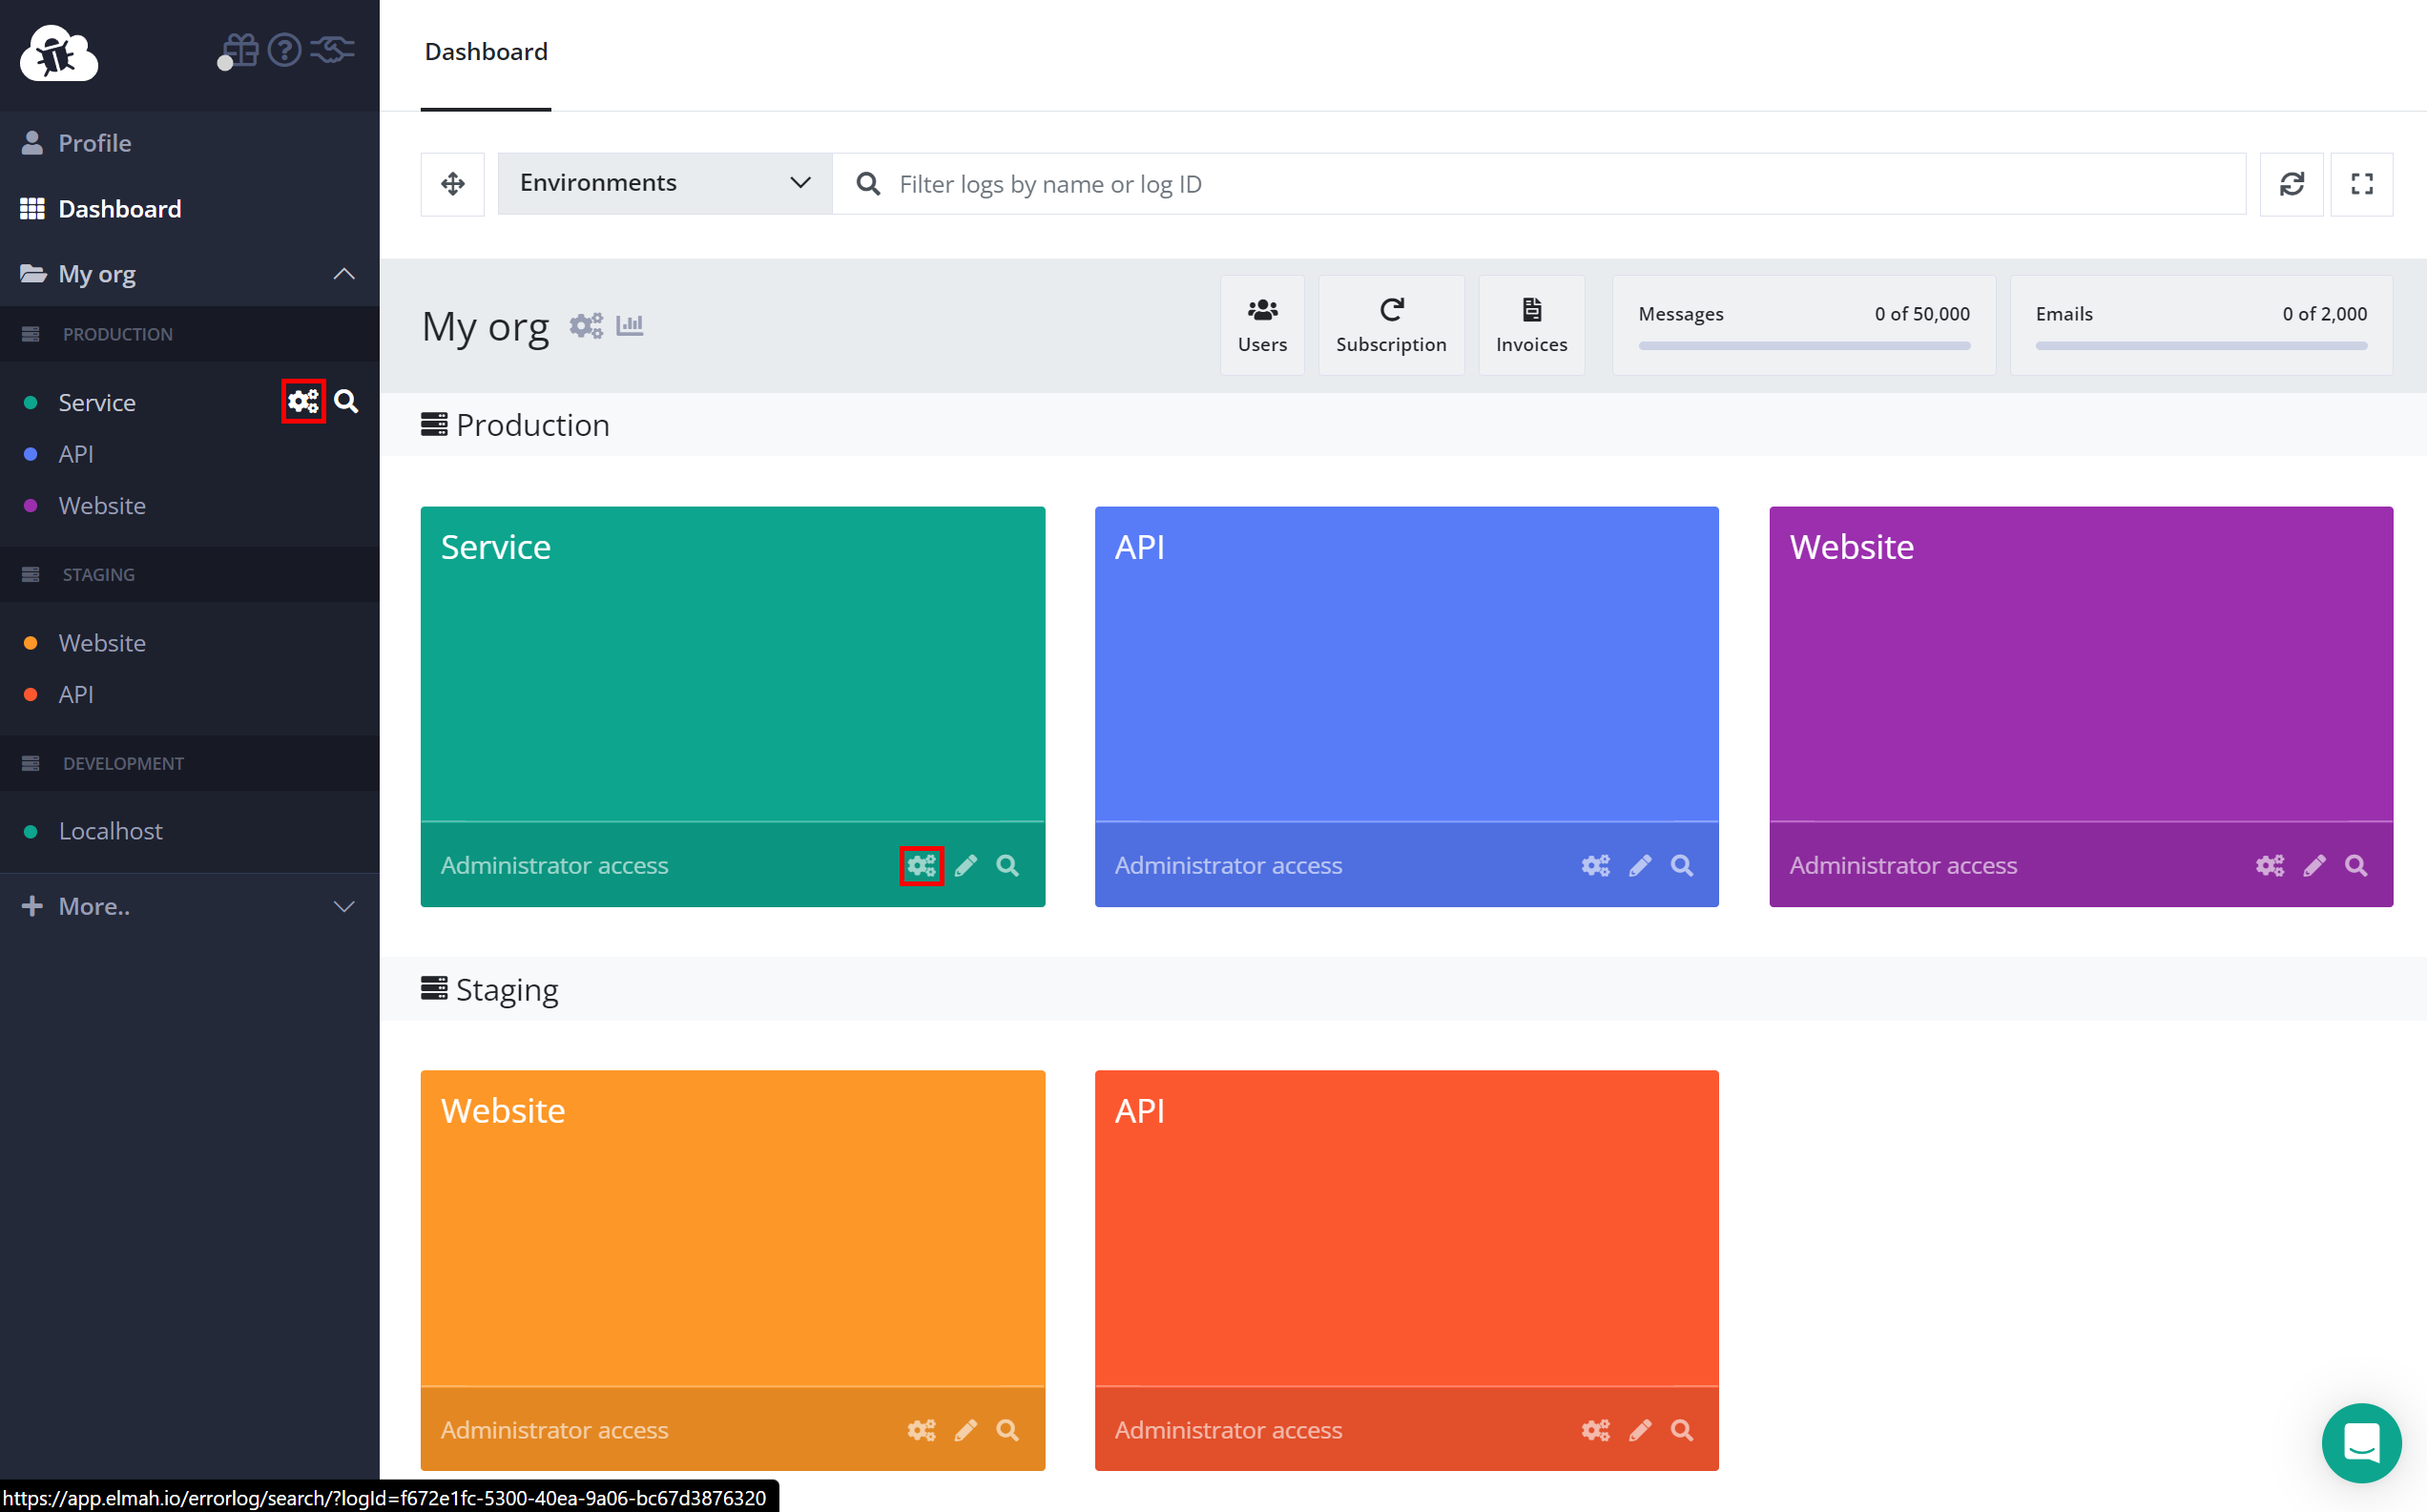 Profile
Dashboard
My org
PRODUCTION
Service
API
Website
STAGING
Website
API
DEVELOPMENT
Localhost
More..
Dashboard
Environments
Filter logs by name or log ID
My org
Users
Subscription
Invoices
Messages 0 of 50,000
Emails 0 of 2,000
Production
Service
API
Website
Administrator access
Administrator access
Administrator access
Staging
Website
API
Administrator access
Administrator access
https://app.elmah.io/errorlog/search/?logId=f672e1fc-5300-40ea-9a06-bc67d3876320